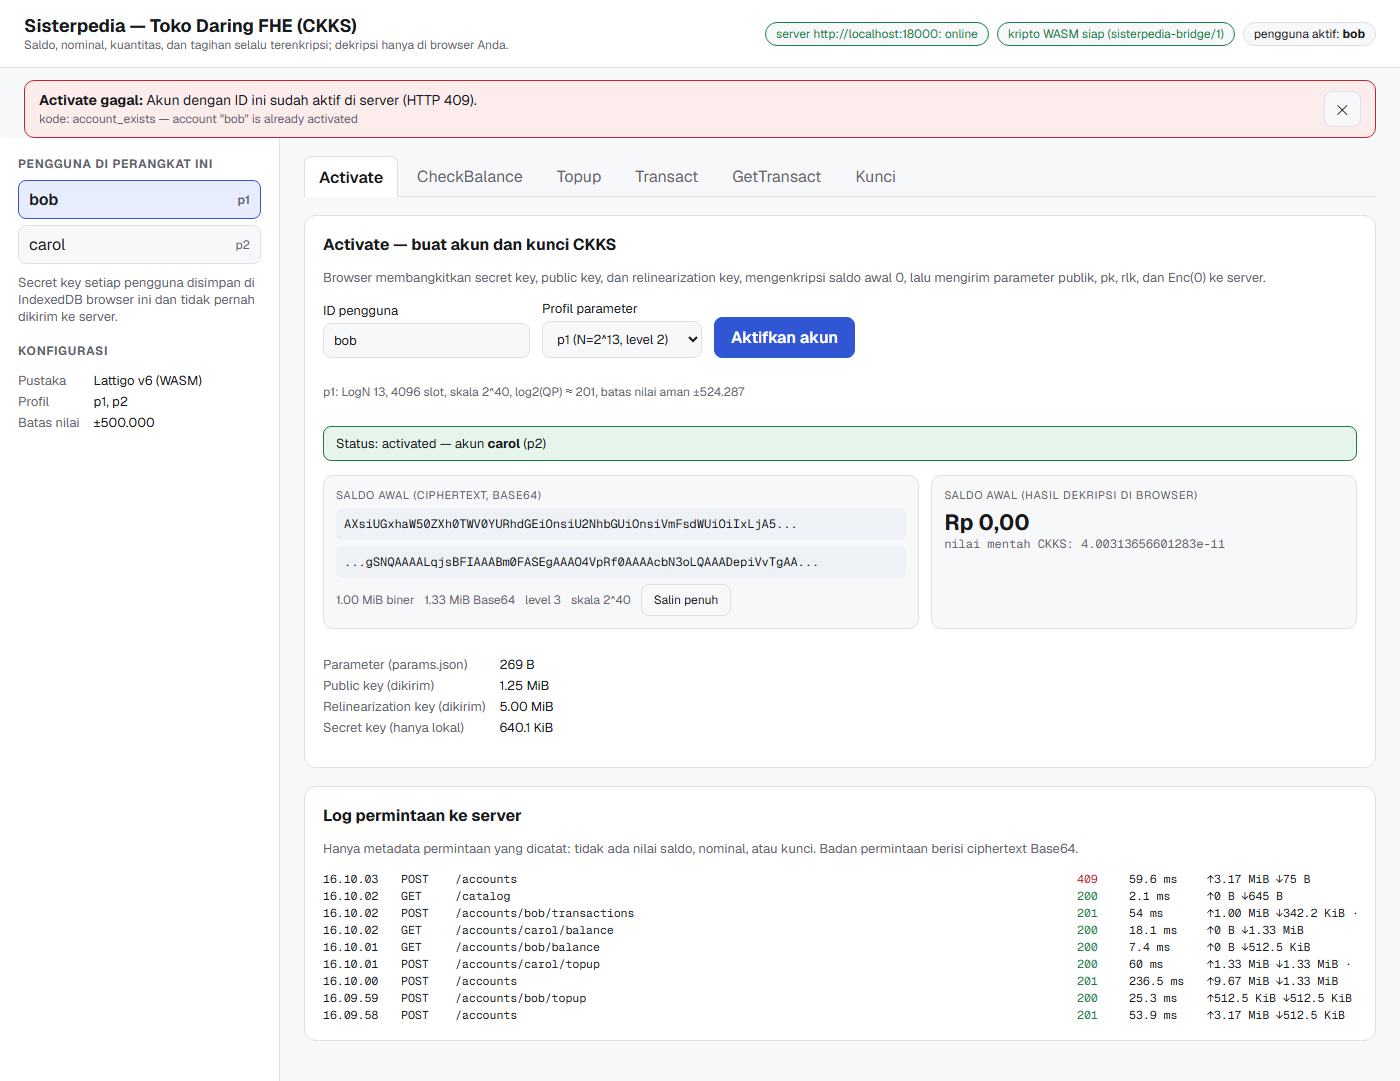 Sisterpedia — Toko Daring FHE (CKKS)
Saldo, nominal, kuantitas, dan tagihan selalu terenkripsi; dekripsi hanya di browser Anda.
server http://localhost:18000: online
kripto WASM siap (sisterpedia-bridge/1)
pengguna aktif: bob
Activate gagal: Akun dengan ID ini sudah aktif di server (HTTP 409).
kode: account_exists — account "bob" is already activated
×
PENGGUNA DI PERANGKAT INI
bob p1
carol p2
Secret key setiap pengguna disimpan di
IndexedDB browser ini dan tidak pernah
dikirim ke server.
KONFIGURASI
Pustaka Lattigo v6 (WASM)
Profil p1, p2
Batas nilai ±500.000
Activate CheckBalance Topup Transact GetTransact Kunci
Activate — buat akun dan kunci CKKS
Browser membangkitkan secret key, public key, dan relinearization key, mengenkripsi saldo awal 0, lalu mengirim parameter publik, pk, rlk, dan Enc(0) ke server.
ID pengguna
bob
Profil parameter
p1 (N=2^13, level 2)
Aktifkan akun
p1: LogN 13, 4096 slot, skala 2^40, log2(QP) ≈ 201, batas nilai aman ±524.287
Status: activated — akun carol (p2)
SALDO AWAL (CIPHERTEXT, BASE64)
AXsiUGxhaW50ZXh0TWV0YURhdGEiOnsiU2NhbGUiOnsiVmFsdWUiOiIxLjA5...
...gSNQAAAALqjsBFIAAABm0FASEgAAAO4VpRf0AAAAcbN3oLQAAADepiVvTgAA...
1.00 MiB biner 1.33 MiB Base64 level 3 skala 2^40 Salin penuh
SALDO AWAL (HASIL DEKRIPSI DI BROWSER)
Rp 0,00
nilai mentah CKKS: 4.00313656601283e-11
Parameter (params.json) 269 B
Public key (dikirim) 1.25 MiB
Relinearization key (dikirim) 5.00 MiB
Secret key (hanya lokal) 640.1 KiB
Log permintaan ke server
Hanya metadata permintaan yang dicatat: tidak ada nilai saldo, nominal, atau kunci. Badan permintaan berisi ciphertext Base64.
16.10.03 POST /accounts 409 59.6 ms ↑3.17 MiB ↓75 B
16.10.02 GET /catalog 200 2.1 ms ↑0 B ↓645 B
16.10.02 POST /accounts/bob/transactions 201 54 ms ↑1.00 MiB ↓342.2 KiB ·
16.10.02 GET /accounts/carol/balance 200 18.1 ms ↑0 B ↓1.33 MiB
16.10.01 GET /accounts/bob/balance 200 7.4 ms ↑0 B ↓512.5 KiB
16.10.01 POST /accounts/carol/topup 200 60 ms ↑1.33 MiB ↓1.33 MiB ·
16.10.00 POST /accounts 201 236.5 ms ↑9.67 MiB ↓1.33 MiB
16.09.59 POST /accounts/bob/topup 200 25.3 ms ↑512.5 KiB ↓512.5 KiB
16.09.58 POST /accounts 201 53.9 ms ↑3.17 MiB ↓512.5 KiB